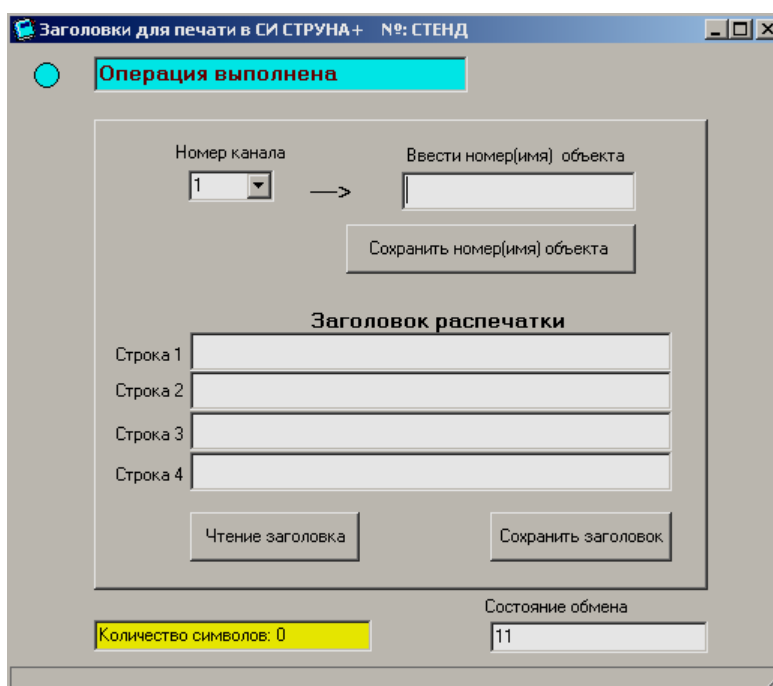 Заголовки для печати в СИ СТРУНА+ №: СТЕНД
Операция выполнена
Номер канала
Ввести номер(имя) объекта
1
--->
Сохранить номер(имя) объекта
Заголовок распечатки
Строка 1
Строка 2
Строка 3
Строка 4
Чтение заголовка
Сохранить заголовок
Состояние обмена
Количество символов: 0
11